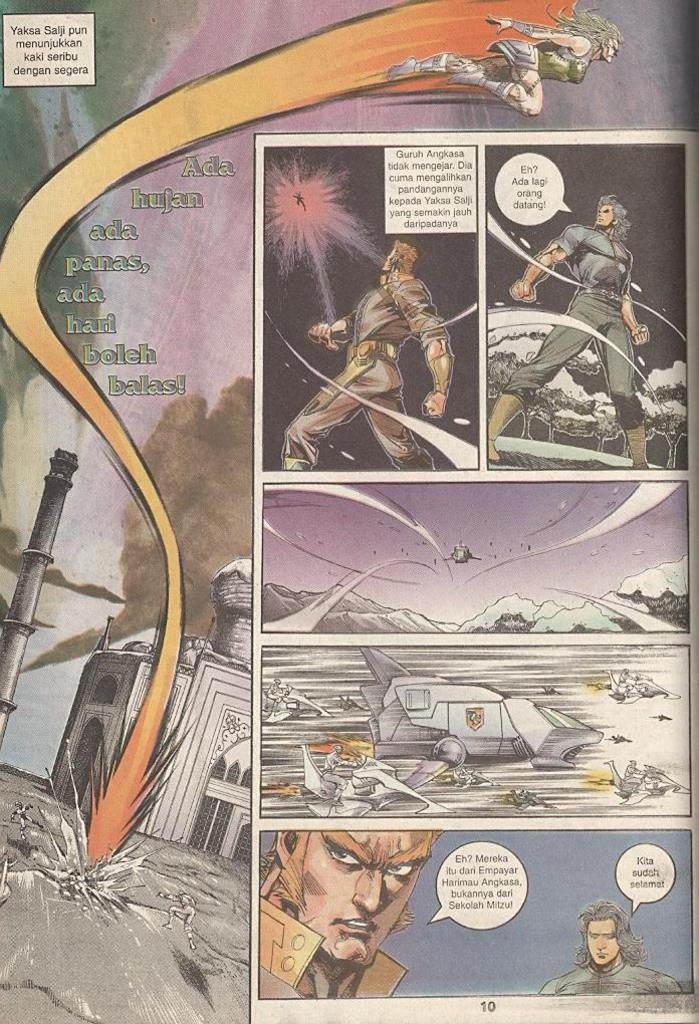 Yaksa Salji pun
menunjukkan
kaki seribu
dengan segera
Ada
hujan
ada
panas,
ada
hari
boleh
balas!
Guruh Angkasa
tidak mengejar. Dia
cuma mengalihkan
pandangannya
kepada Yaksa Salji
yang semakin jauh
daripadanya
Eh?
Ada lagi
orang
datang!
Eh? Mereka
itu dari Empayar
Harimau Angkasa,
bukannya dari
Sekolah Mitzu!
Kita
sudah
selamat
10